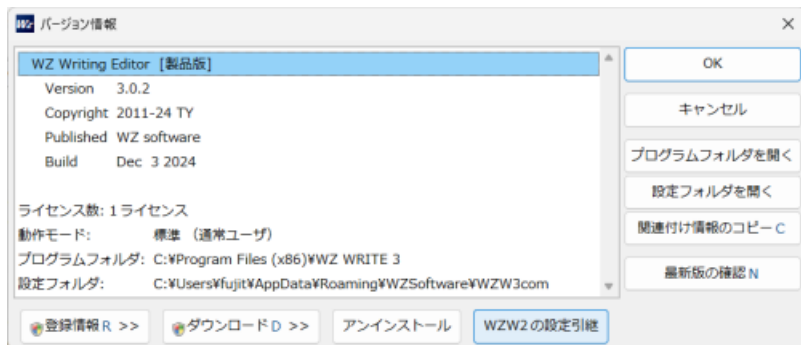 バージョン情報
WZ Writing Editor [製品版]
Version 3.0.2
Copyright 2011-24 TY
Published WZ software
Build Dec 3 2024
ライセンス数: 1ライセンス
動作モード: 標準 (通常ユーザ)
プログラムフォルダ: C:¥Program Files (x86)¥WZ WRITE 3
設定フォルダ: C:¥Users¥fujit¥AppData¥Roaming¥WZSoftware¥WZW3com
OK
キャンセル
プログラムフォルダを開く
設定フォルダを開く
関連付け情報のコピー C
最新版の確認 N
登録情報 R >>
ダウンロード D >>
アンインストール
WZW2の設定引継